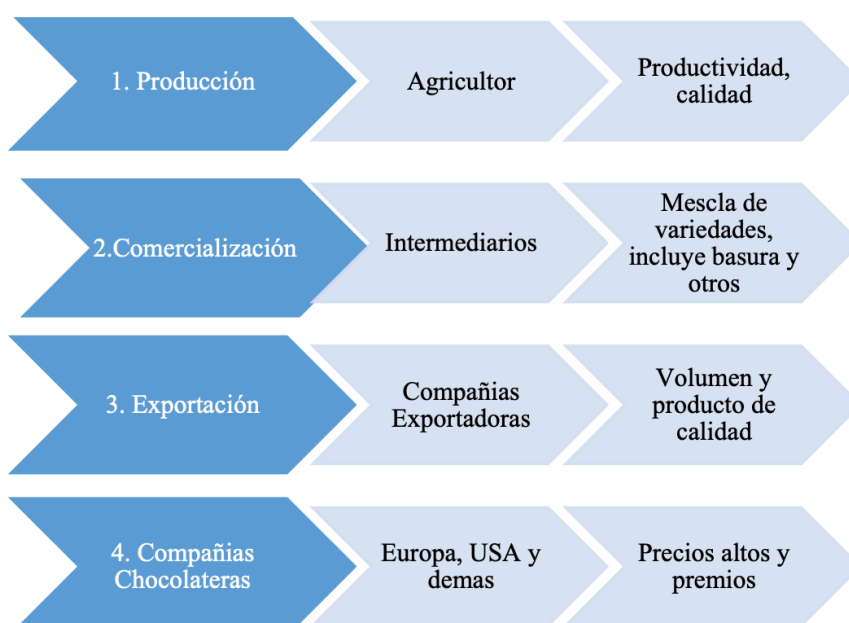 1. Producción
Agricultor
Productividad,
calidad
2.Comercialización
Intermediarios
Mescla de
variedades,
incluye basura y
otros
3. Exportación
Compañias
Exportadoras
Volumen y
producto de
calidad
4. Compañias
Chocolateras
Europa, USA y
demas
Precios altos y
premios